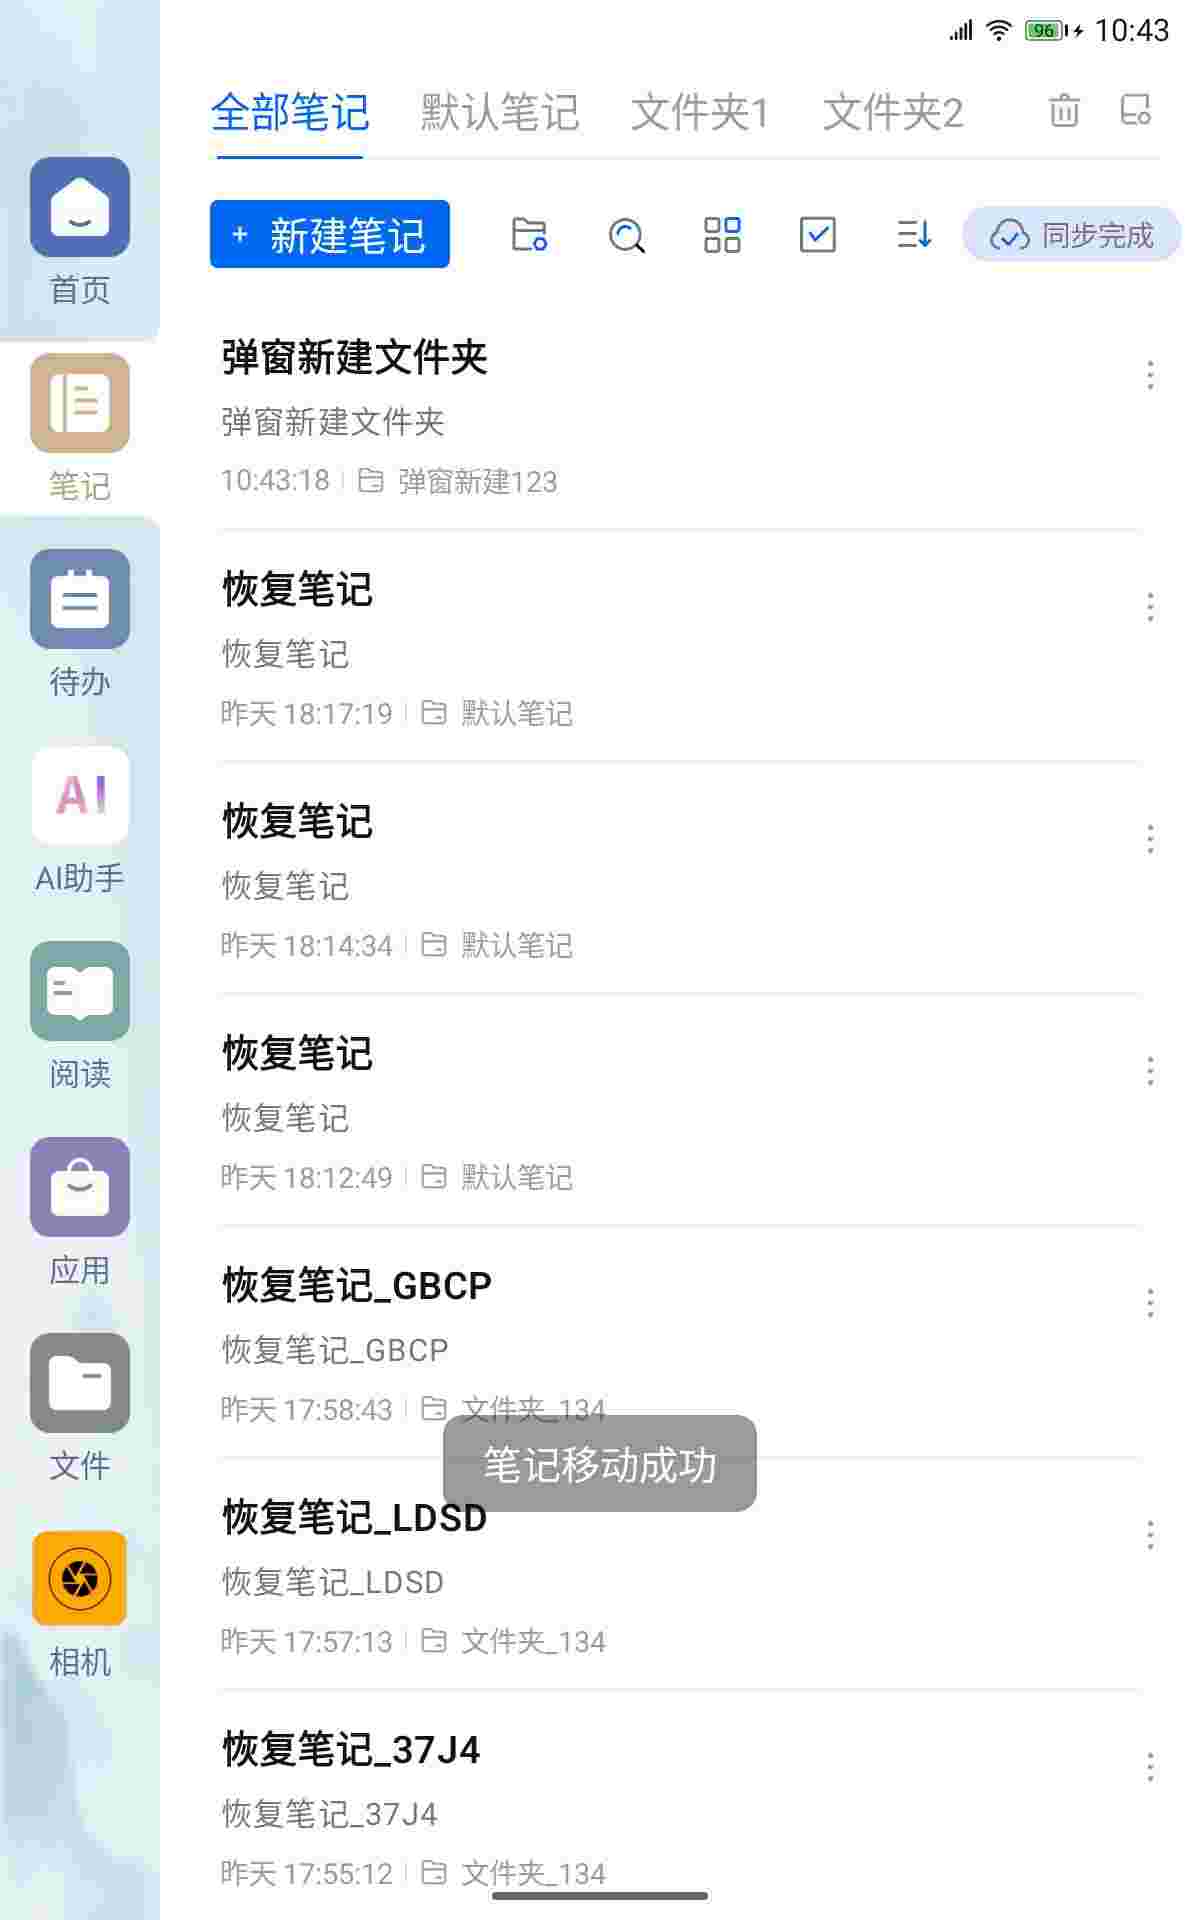 96 10:43
全部笔记 默认笔记 文件夹1 文件夹2
+ 新建笔记 同步完成
首页
笔记
待办
AI
AI助手
阅读
应用
文件
相机
弹窗新建文件夹
弹窗新建文件夹
10:43:18 弹窗新建123
恢复笔记
恢复笔记
昨天 18:17:19 默认笔记
恢复笔记
恢复笔记
昨天 18:14:34 默认笔记
恢复笔记
恢复笔记
昨天 18:12:49 默认笔记
恢复笔记_GBCP
恢复笔记_GBCP
昨天 17:58:43 文件夹_134
笔记移动成功
恢复笔记_LDSD
恢复笔记_LDSD
昨天 17:57:13 文件夹_134
恢复笔记_37J4
恢复笔记_37J4
昨天 17:55:12 文件夹_134